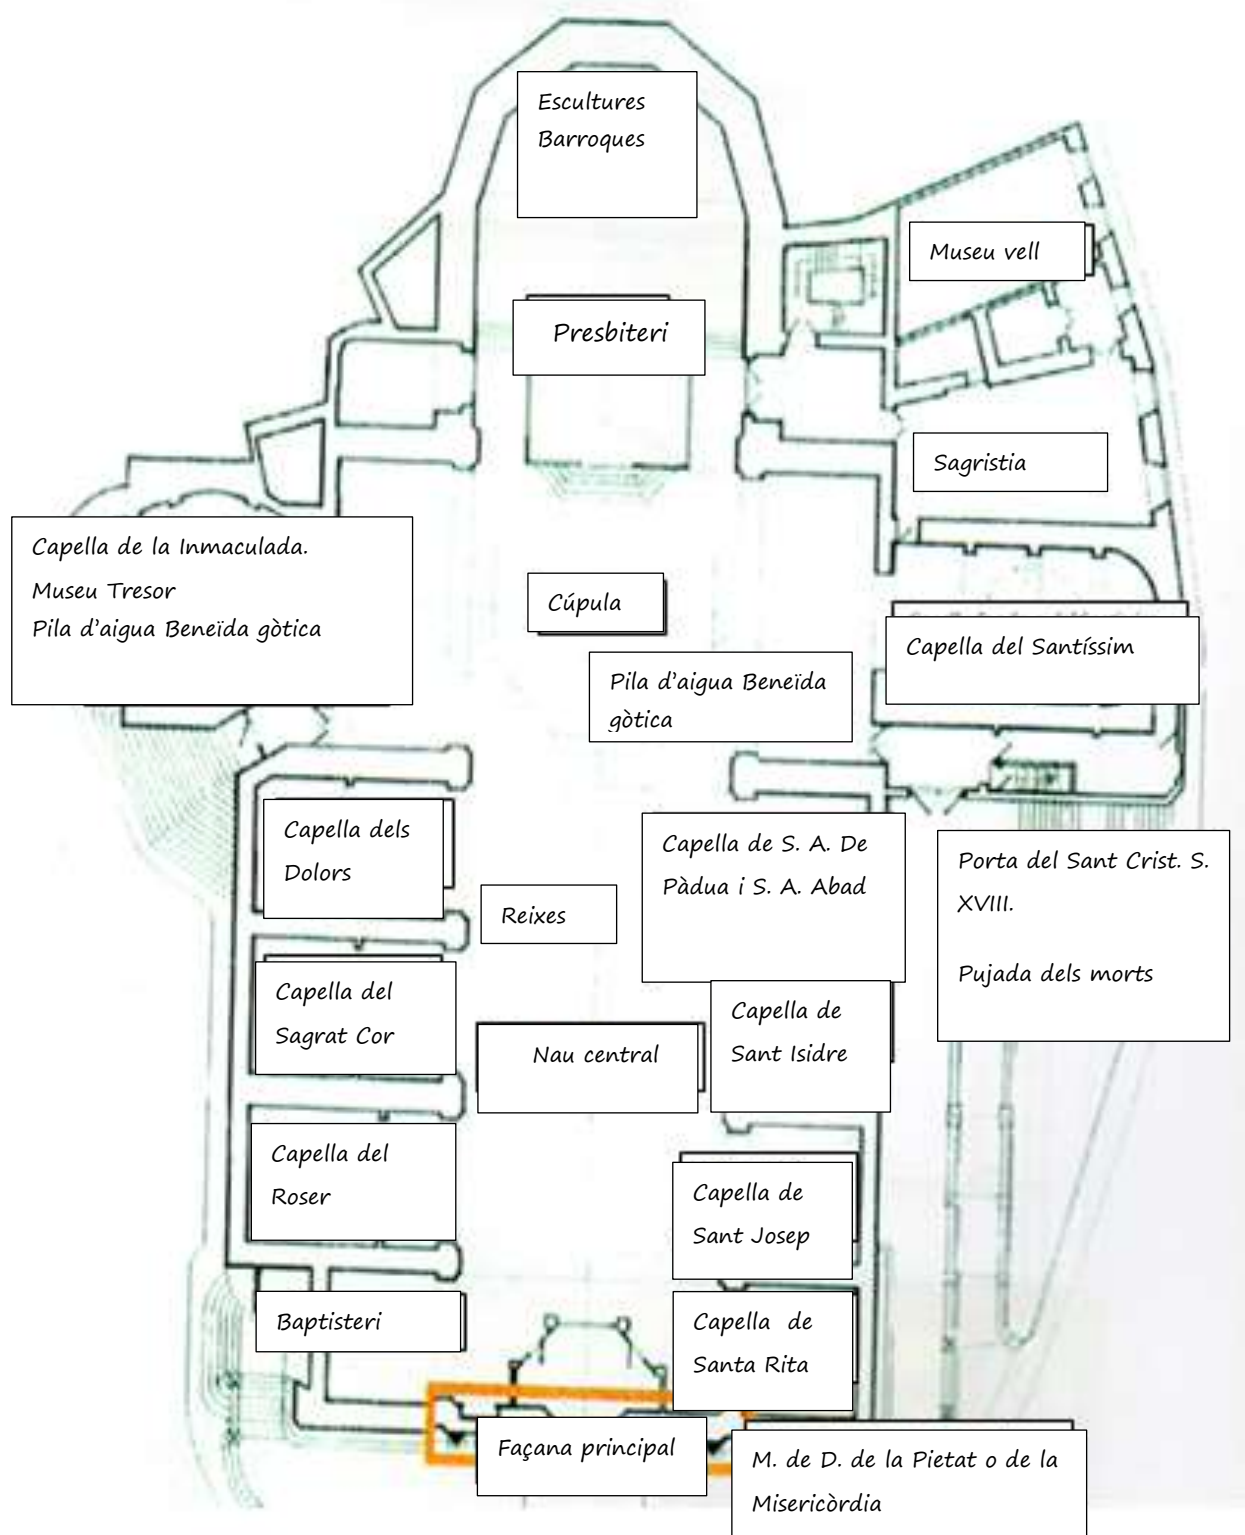 Escultures
Barroques
Museu vell
Presbiteri
Sagristia
Capella de la Inmaculada.
Museu Tresor
Pila d'aigua Beneïda gòtica
Cúpula
Capella del Santíssim
Pila d'aigua Beneïda
gòtica
Capella dels
Dolors
Reixes
Capella de S. A. De
Pàdua i S. A. Abad
Porta del Sant Crist. S.
XVIII.
Pujada dels morts
Capella del
Sagrat Cor
Nau central
Capella de
Sant Isidre
Capella del
Roser
Capella de
Sant Josep
Baptisteri
Capella de
Santa Rita
Façana principal
M. de D. de la Pietat o de la
Misericòrdia